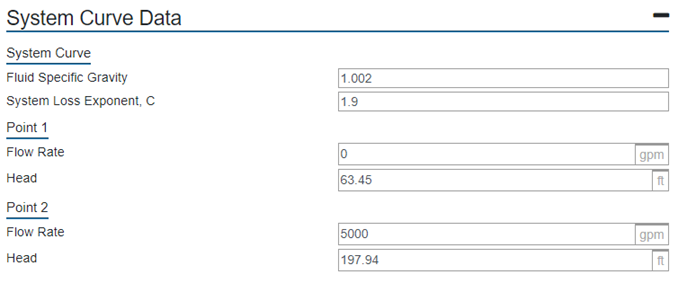 System Curve Data
System Curve
Fluid Specific Gravity 1.002
System Loss Exponent, C 1.9
Point 1
Flow Rate 0 gpm
Head 63.45 ft
Point 2
Flow Rate 5000 gpm
Head 197.94 ft